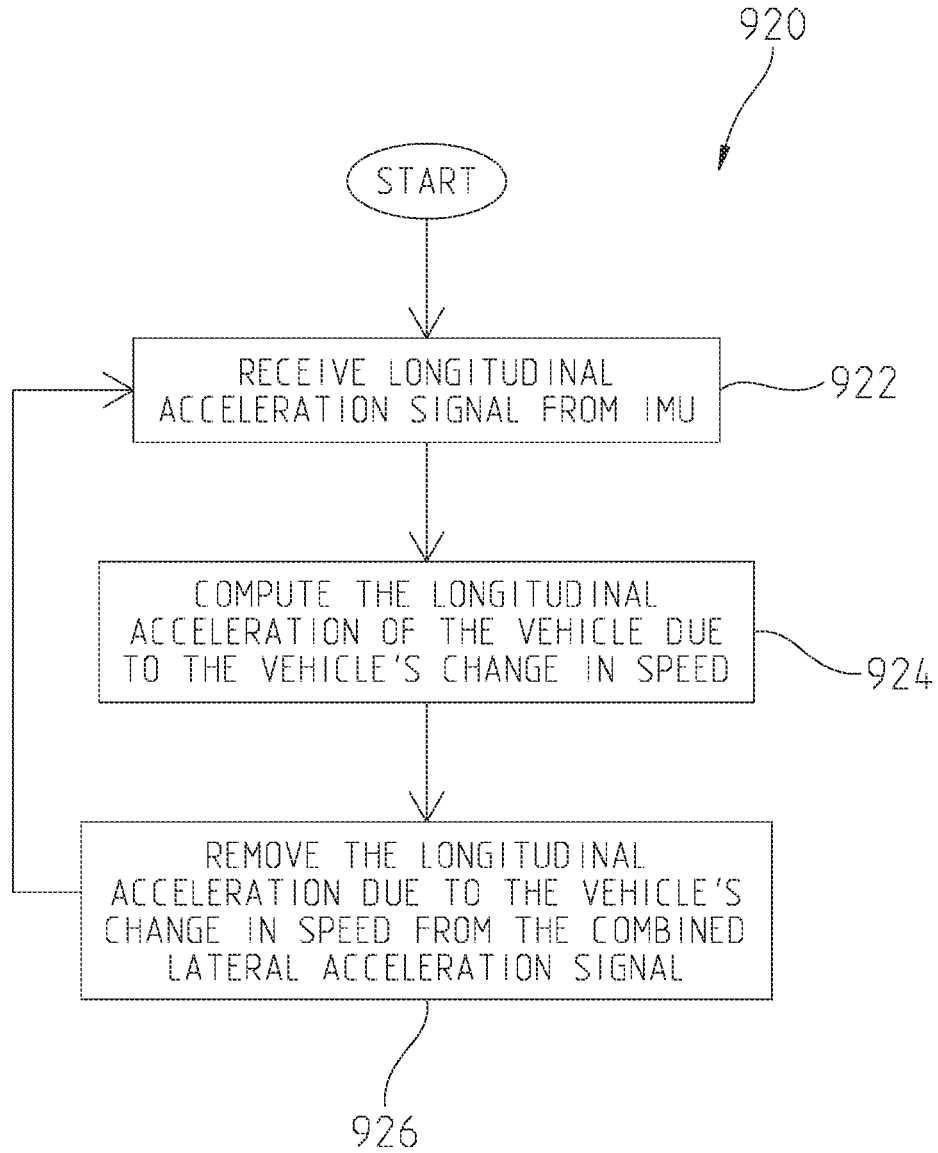 920
START
RECEIVE LONGITUDINAL
ACCELERATION SIGNAL FROM IMU
922
COMPUTE THE LONGITUDINAL
ACCELERATION OF THE VEHICLE DUE
TO THE VEHICLE'S CHANGE IN SPEED
924
REMOVE THE LONGITUDINAL
ACCELERATION DUE TO THE VEHICLE'S
CHANGE IN SPEED FROM THE COMBINED
LATERAL ACCELERATION SIGNAL
926